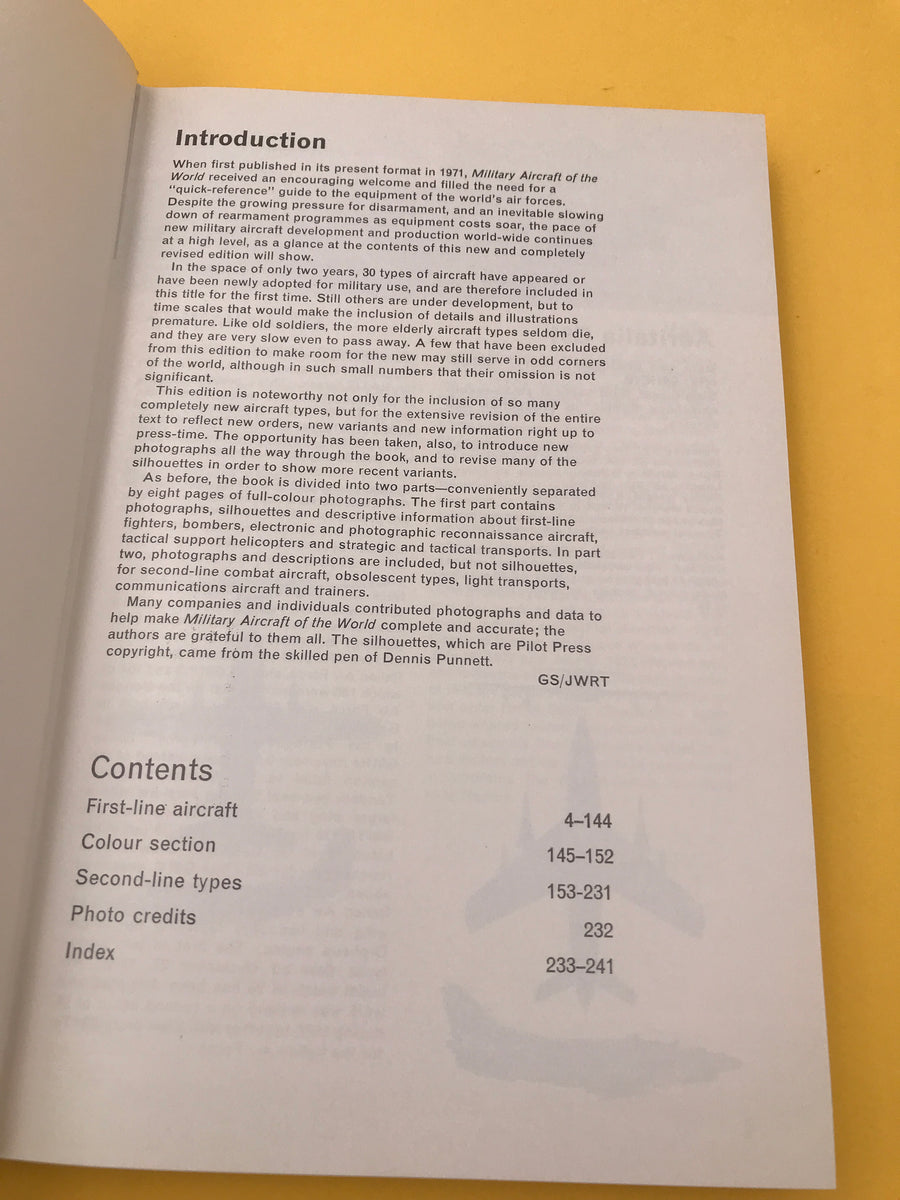 Introduction
When first published in its present format in 1971, Military Aircraft of the
World received an encouraging welcome and filled the need for a
"quick-reference" guide to the equipment of the world's air forces.
Despite the growing pressure for disarmament, and an inevitable slowing
down of rearmament programmes as equipment costs soar, the pace of
new military aircraft development and production world-wide continues
at a high level, as a glance at the contents of this new and completely
revised edition will show.
In the space of only two years, 30 types of aircraft have appeared or
have been newly adopted for military use, and are therefore included in
this title for the first time. Still others are under development, but to
time scales that would make the inclusion of details and illustrations
premature. Like old soldiers, the more elderly aircraft types seldom die,
and they are very slow even to pass away. A few that have been excluded
from this edition to make room for the new may still serve in odd corners
of the world, although in such small numbers that their omission is not
significant.
This edition is noteworthy not only for the inclusion of so many
completely new aircraft types, but for the extensive revision of the entire
text to reflect new orders, new variants and new information right up to
press-time. The opportunity has been taken, also, to introduce new
photographs all the way through the book, and to revise many of the
silhouettes in order to show more recent variants.
As before, the book is divided into two parts—conveniently separated
by eight pages of full-colour photographs. The first part contains
photographs, silhouettes and descriptive information about first-line
fighters, bombers, electronic and photographic reconnaissance aircraft,
tactical support helicopters and strategic and tactical transports. In part
two, photographs and descriptions are included, but not silhouettes,
for second-line combat aircraft, obsolescent types, light transports,
communications aircraft and trainers.
Many companies and individuals contributed photographs and data to
help make Military Aircraft of the World complete and accurate; the
authors are grateful to them all. The silhouettes, which are Pilot Press
copyright, came from the skilled pen of Dennis Punnett.
GS/JWRT
Contents
First-line aircraft 4–144
Colour section 145–152
Second-line types 153-231
Photo credits 232
Index 233–241